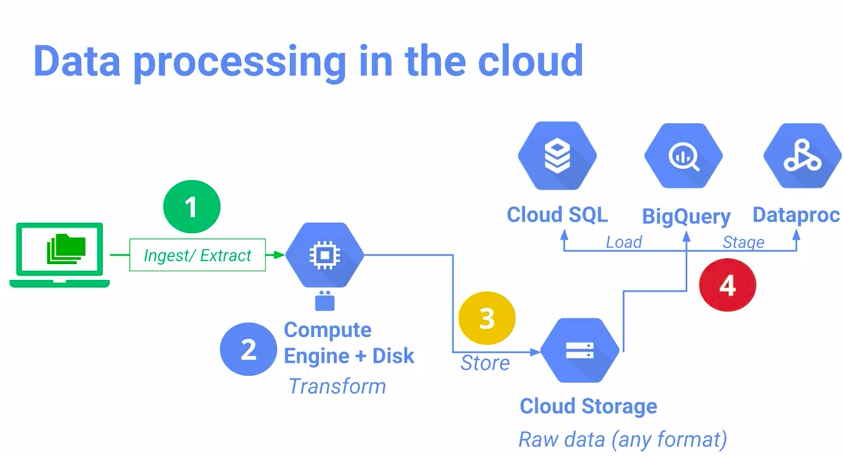 Data processing in the cloud
1
Ingest/ Extract
2
Compute
Engine + Disk
Transform
3
Store
Cloud Storage
Raw data (any format)
4
Load
Stage
Cloud SQL
BigQuery
Dataproc